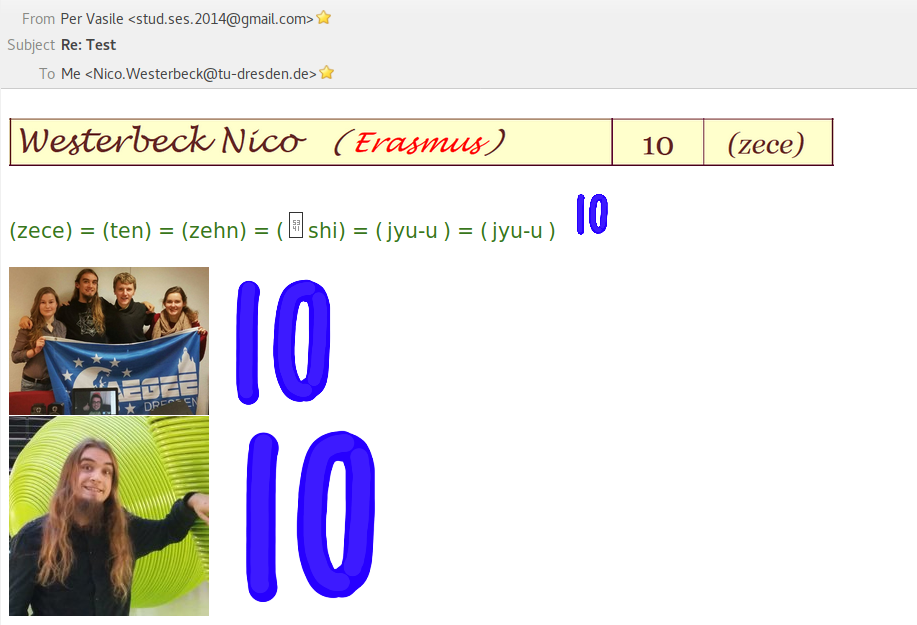 From Per Vasile <stud.ses.2014@gmail.com>
Subject Re: Test
To Me <Nico.Westerbeck@tu-dresden.de>
Westerbeck Nico (Erasmus) 10 (zece)
(zece) = (ten) = (zehn) = ( shi) = ( jyu-u ) = ( jyu-u ) 10
AEGEE
DRESDEN
10
10